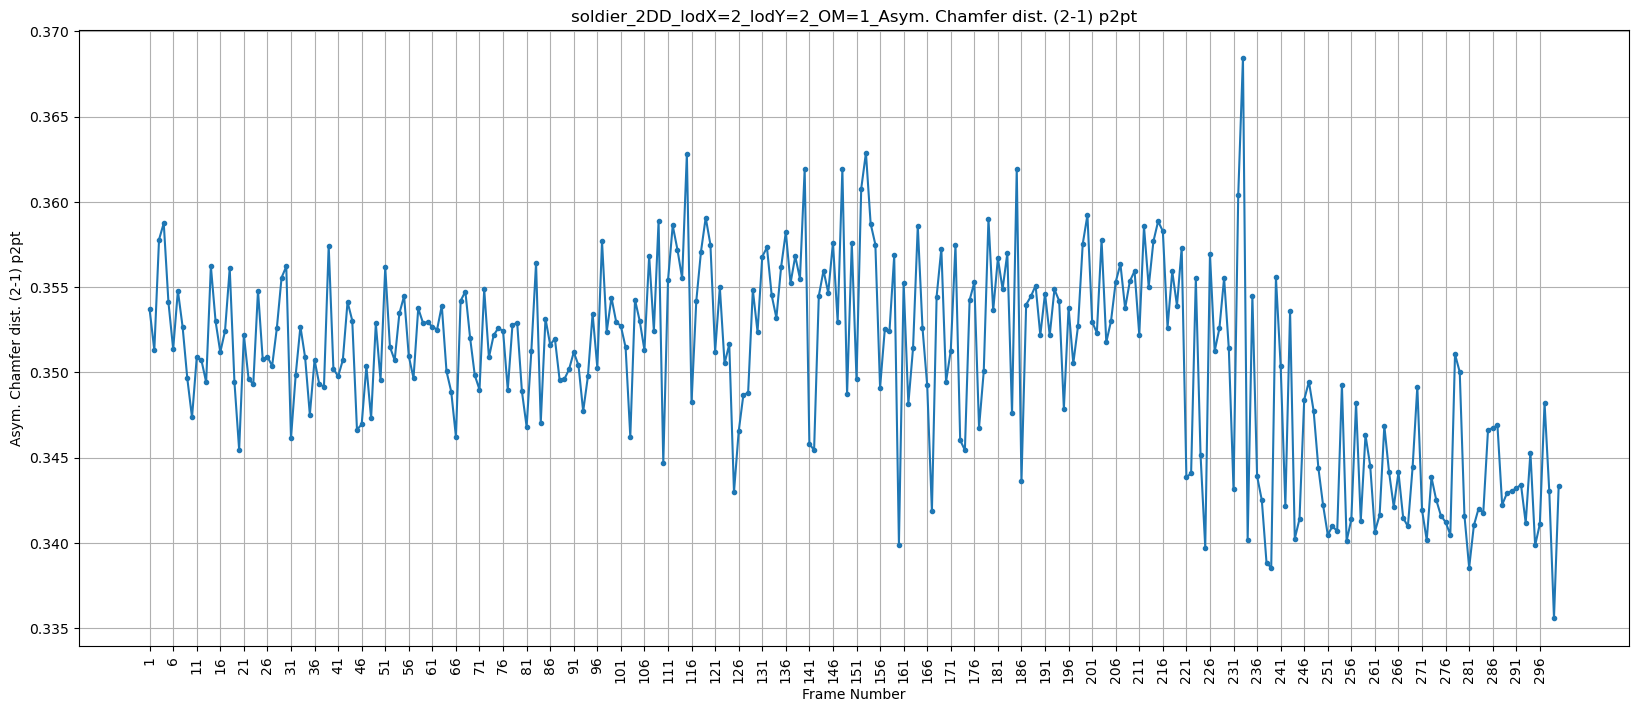 soldier_2DD_lodX=2_lodY=2_OM=1_Asym. Chamfer dist. (2-1) p2pt
Asym. Chamfer dist. (2-1) p2pt
0.370
0.365
0.360
0.355
0.350
0.345
0.340
0.335
1 6 11 16 21 26 31 36 41 46 51 56 61 66 71 76 81 86 91 96 101 106 111 116 121 126 131 136 141 146 151 156 161 166 171 176 181 186 191 196 201 206 211 216 221 226 231 236 241 246 251 256 261 266 271 276 281 286 291 296
Frame Number